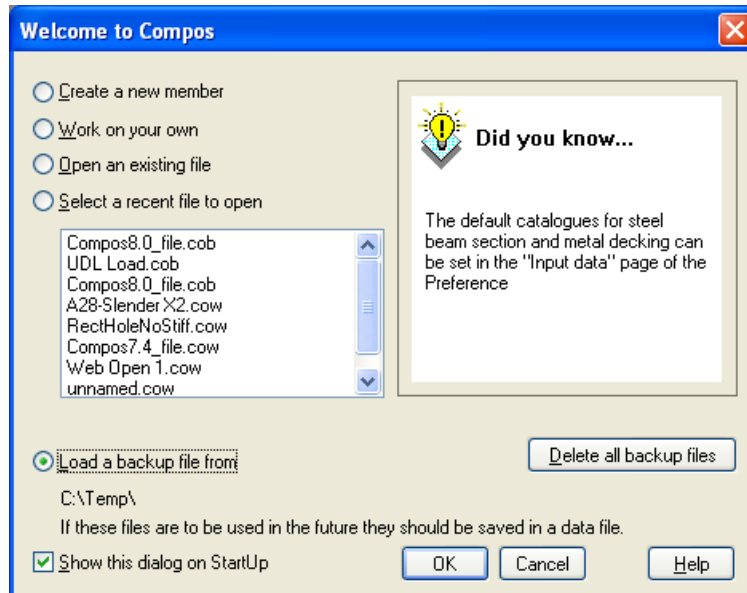 Welcome to Compos
Create a new member
Work on your own
Open an existing file
Select a recent file to open
Compos8.0_file.cob
UDL Load.cob
Compos8.0_file.cob
A28-Slender X2.cow
RectHoleNoStiff.cow
Compos7.4_file.cow
Web Open 1.cow
unnamed.cow
Did you know...
The default catalogues for steel
beam section and metal decking can
be set in the "Input data" page of the
Preference
Load a backup file from
Delete all backup files
C:\Temp\
If these files are to be used in the future they should be saved in a data file.
Show this dialog on StartUp
OK
Cancel
Help